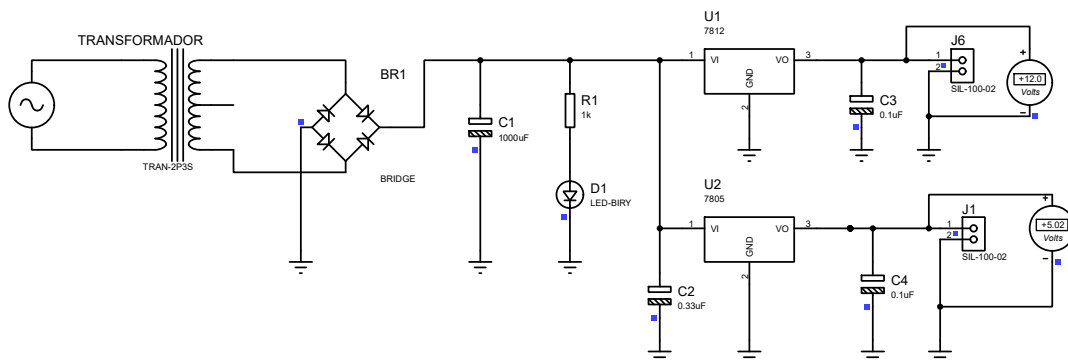 TRANSFORMADOR
TRAN-2P3S
BR1
BRIDGE
C1
1000uF
R1
1k
D1
LED-BIRY
U1
7812
1
VI
VO
3
GND
2
C3
0.1uF
J6
1
2
SIL-100-02
+
+12.0
Volts
−
U2
7805
1
VI
VO
3
GND
2
C2
0.33uF
C4
0.1uF
J1
1
2
SIL-100-02
+
+5.02
Volts
−